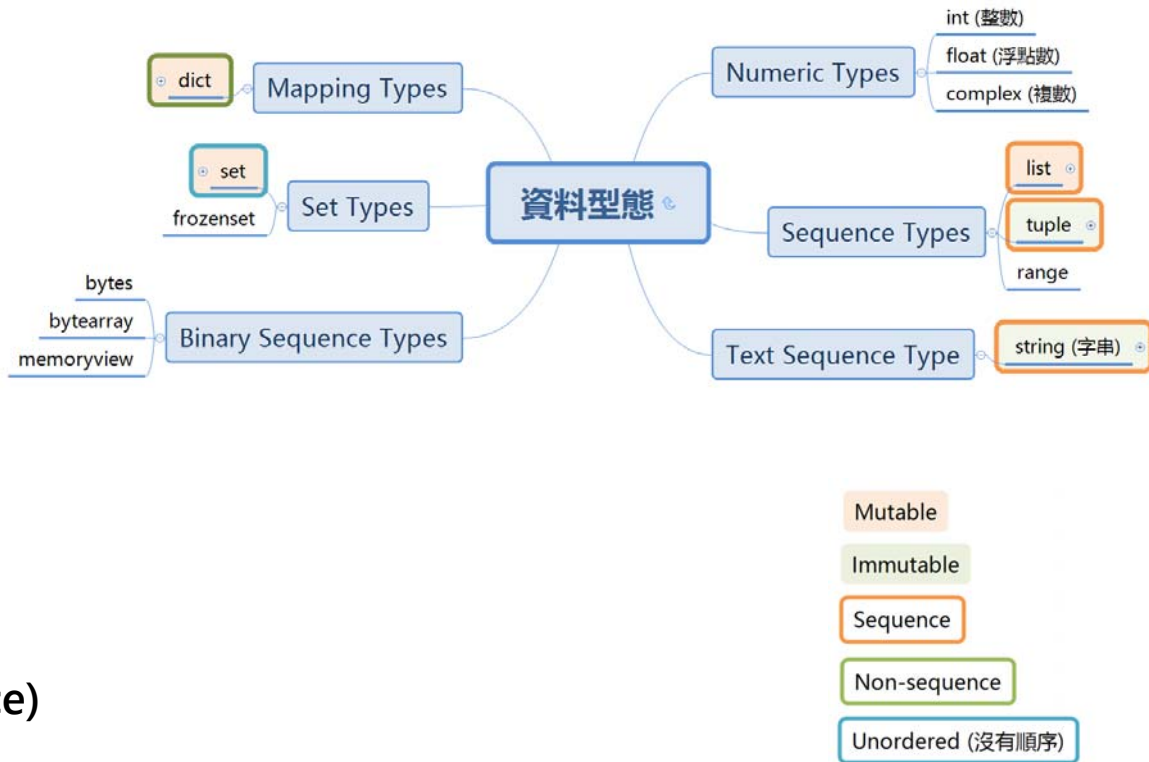 資料型態
Mapping Types
dict
Set Types
set
frozenset
Binary Sequence Types
bytes
bytearray
memoryview
Numeric Types
int (整數)
float (浮點數)
complex (複數)
Sequence Types
list
tuple
range
Text Sequence Type
string (字串)
Mutable
Immutable
Sequence
Non-sequence
Unordered (沒有順序)